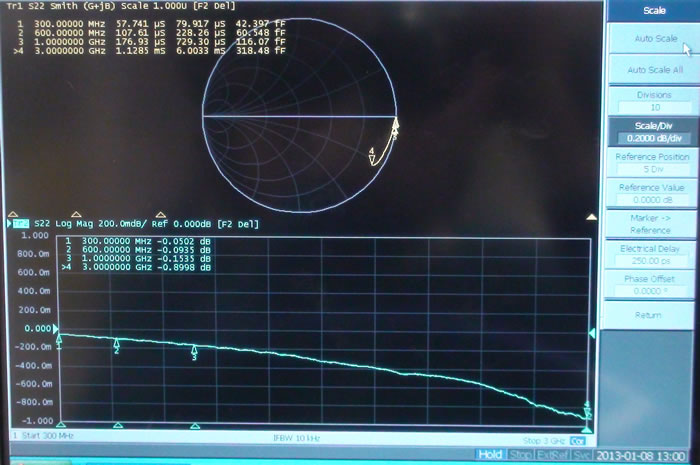 Tr1 S22 Smith (G+jB) Scale 1.000U [F2 Del]
1 300.00000 MHz 57.741 µS 79.917 µS 42.397 fF
2 600.00000 MHz 107.61 µS 228.26 µS 60.548 fF
3 1.0000000 GHz 176.93 µS 729.30 µS 116.07 fF
>4 3.0000000 GHz 1.1285 mS 6.0033 mS 318.48 fF
4
3
Tr2 S22 Log Mag 200.0mdB/ Ref 0.000dB [F2 Del]
1.000
1 300.00000 MHz -0.0502 dB
800.0m
2 600.00000 MHz -0.0935 dB
3 1.0000000 GHz -0.1535 dB
600.0m
>4 3.0000000 GHz -0.8998 dB
400.0m
200.0m
0.000
1
2
3
-200.0m
-400.0m
-600.0m
-800.0m
4
-1.000
1 Start 300 MHz
IFBW 10 kHz
Stop 3 GHz Cor
Hold Stop ExtRef Svc 2013-01-08 13:00
Scale
Auto Scale
Auto Scale All
Divisions
10
Scale/Div
0.2000 dB/div
Reference Position
5 Div
Reference Value
0.0000 dB
Marker ->
Reference
Electrical Delay
250.00 ps
Phase Offset
0.0000 °
Return